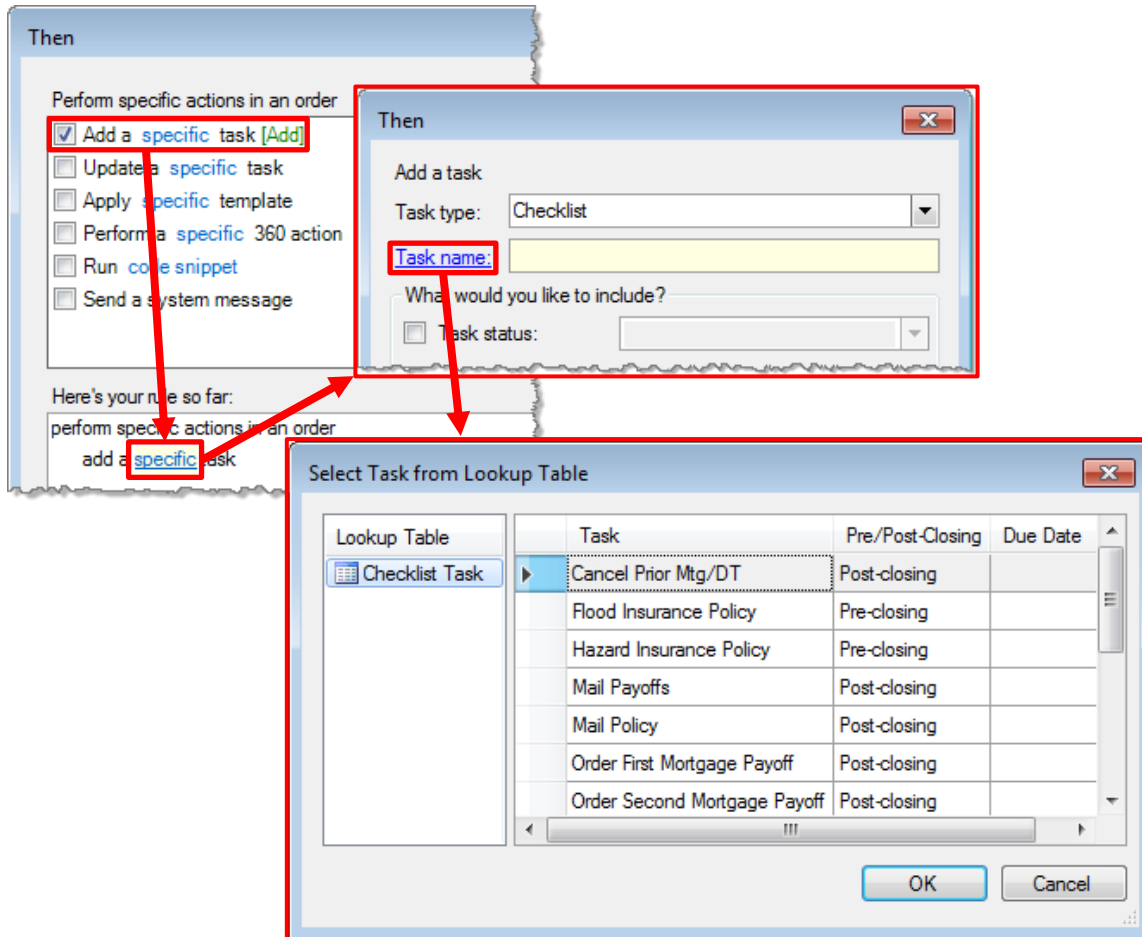 Then
Perform specific actions in an order
Add a specific task [Add]
Update a specific task
Apply specific template
Perform a specific 360 action
Run code snippet
Send a system message
Here's your rule so far:
perform specific actions in an order
add a specific task
Then
Add a task
Task type: Checklist
Task name:
What would you like to include?
Task status:
Select Task from Lookup Table
Lookup Table
Checklist Task
Task Pre/Post-Closing Due Date
Cancel Prior Mtg/DT Post-closing
Flood Insurance Policy Pre-closing
Hazard Insurance Policy Pre-closing
Mail Payoffs Post-closing
Mail Policy Post-closing
Order First Mortgage Payoff Post-closing
Order Second Mortgage Payoff Post-closing
OK Cancel